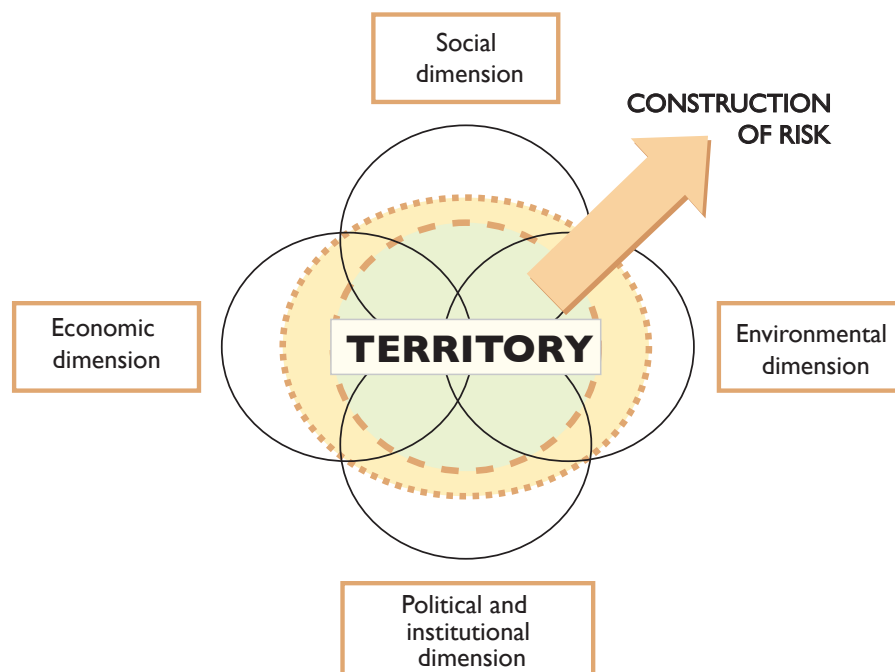 Social
dimension
CONSTRUCTION
OF RISK
Economic
dimension
TERRITORY
Environmental
dimension
Political and
institutional
dimension